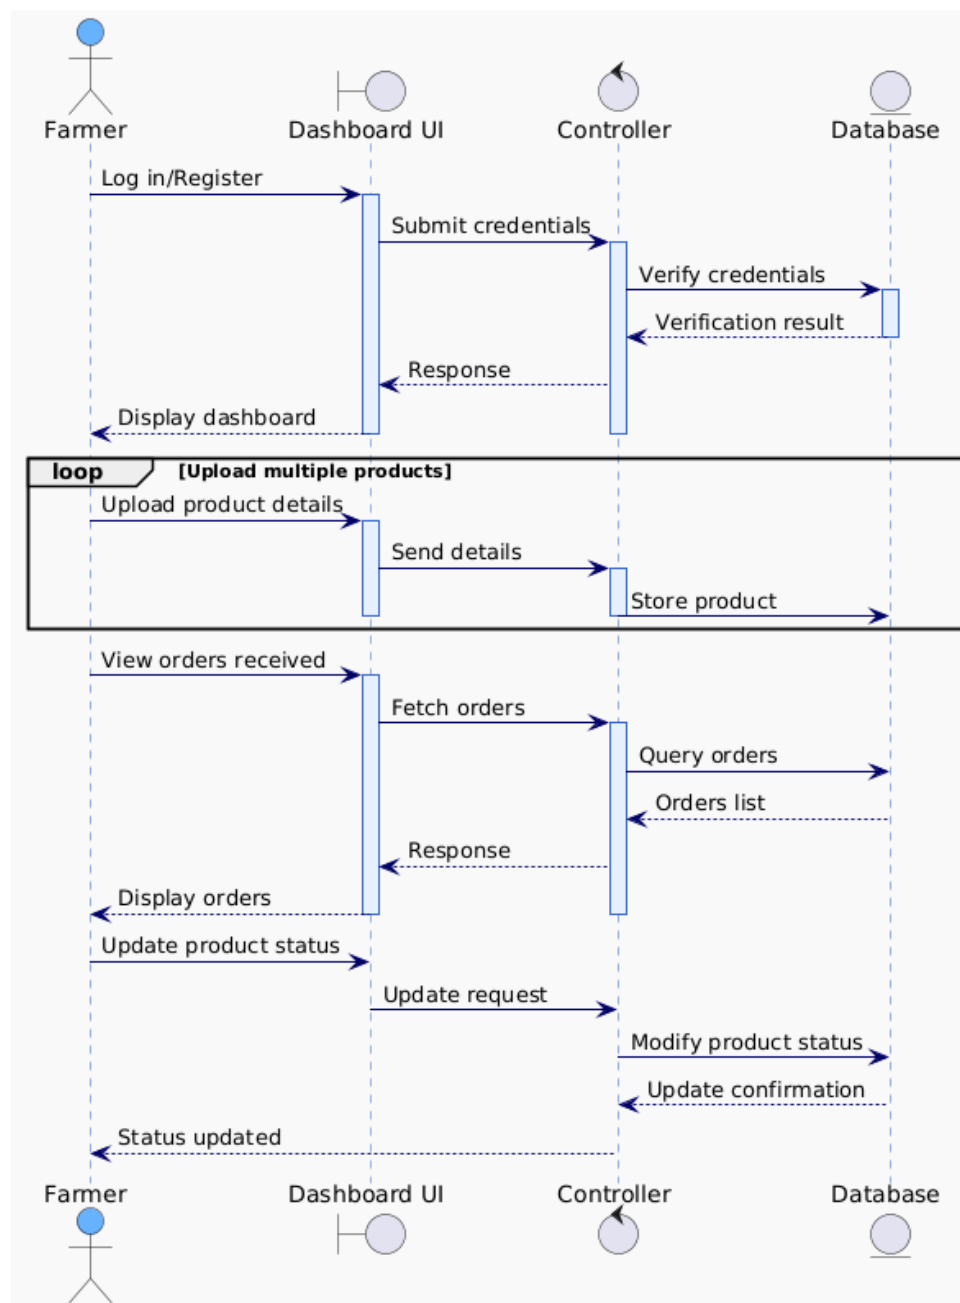 Farmer
Dashboard UI
Controller
Database
Log in/Register
Submit credentials
Verify credentials
Verification result
Response
Display dashboard
loop
[Upload multiple products]
Upload product details
Send details
Store product
View orders received
Fetch orders
Query orders
Orders list
Response
Display orders
Update product status
Update request
Modify product status
Update confirmation
Status updated
Farmer
Dashboard UI
Controller
Database